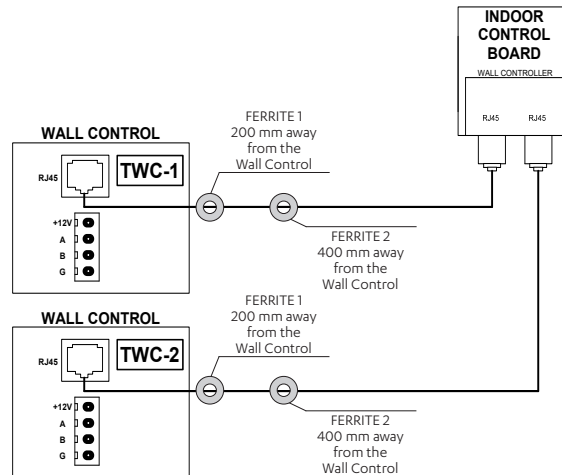 INDOOR
CONTROL
BOARD
WALL CONTROLLER
RJ45 RJ45
FERRITE 1
200 mm away
from the
Wall Control
WALL CONTROL
TWC-1
RJ45
+12V
A
B
G
FERRITE 2
400 mm away
from the
Wall Control
FERRITE 1
200 mm away
from the
Wall Control
WALL CONTROL
TWC-2
RJ45
+12V
A
B
G
FERRITE 2
400 mm away
from the
Wall Control